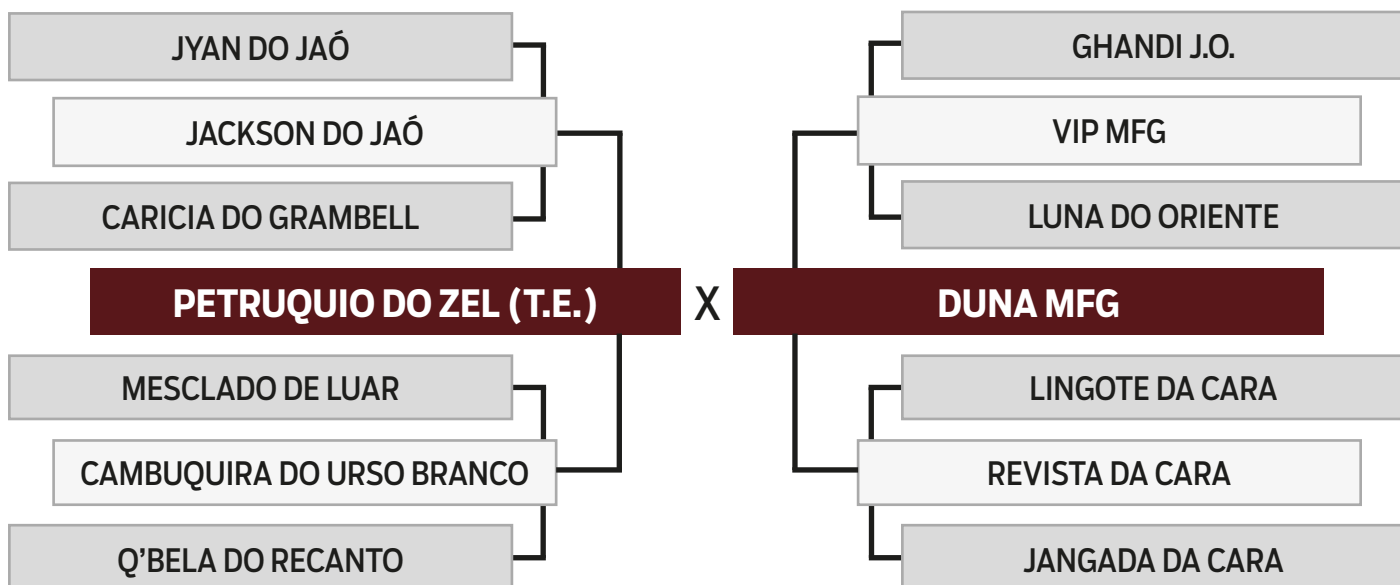 JYAN DO JAÓ
GHANDI J.O.
JACKSON DO JAÓ
VIP MFG
CARICIA DO GRAMBELL
LUNA DO ORIENTE
PETRUQUIO DO ZEL (T.E.)
X
DUNA MFG
MESCLADO DE LUAR
LINGOTE DA CARA
CAMBUQUIRA DO URSO BRANCO
REVISTA DA CARA
Q'BELA DO RECANTO
JANGADA DA CARA